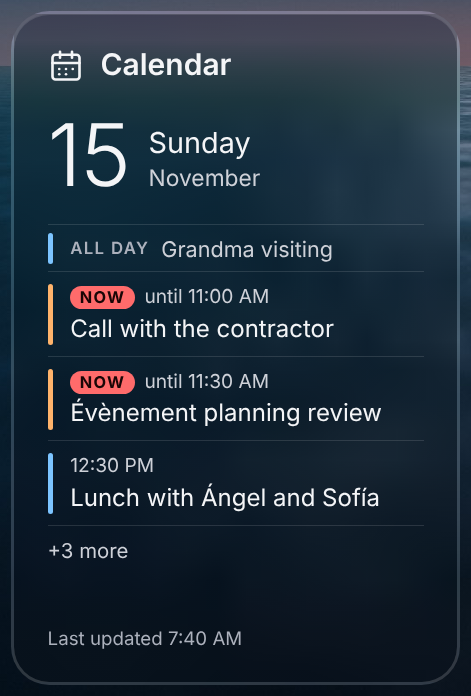 Calendar
15
Sunday
November
ALL DAY Grandma visiting
NOW until 11:00 AM
Call with the contractor
NOW until 11:30 AM
Évènement planning review
12:30 PM
Lunch with Ángel and Sofía
+3 more
Last updated 7:40 AM